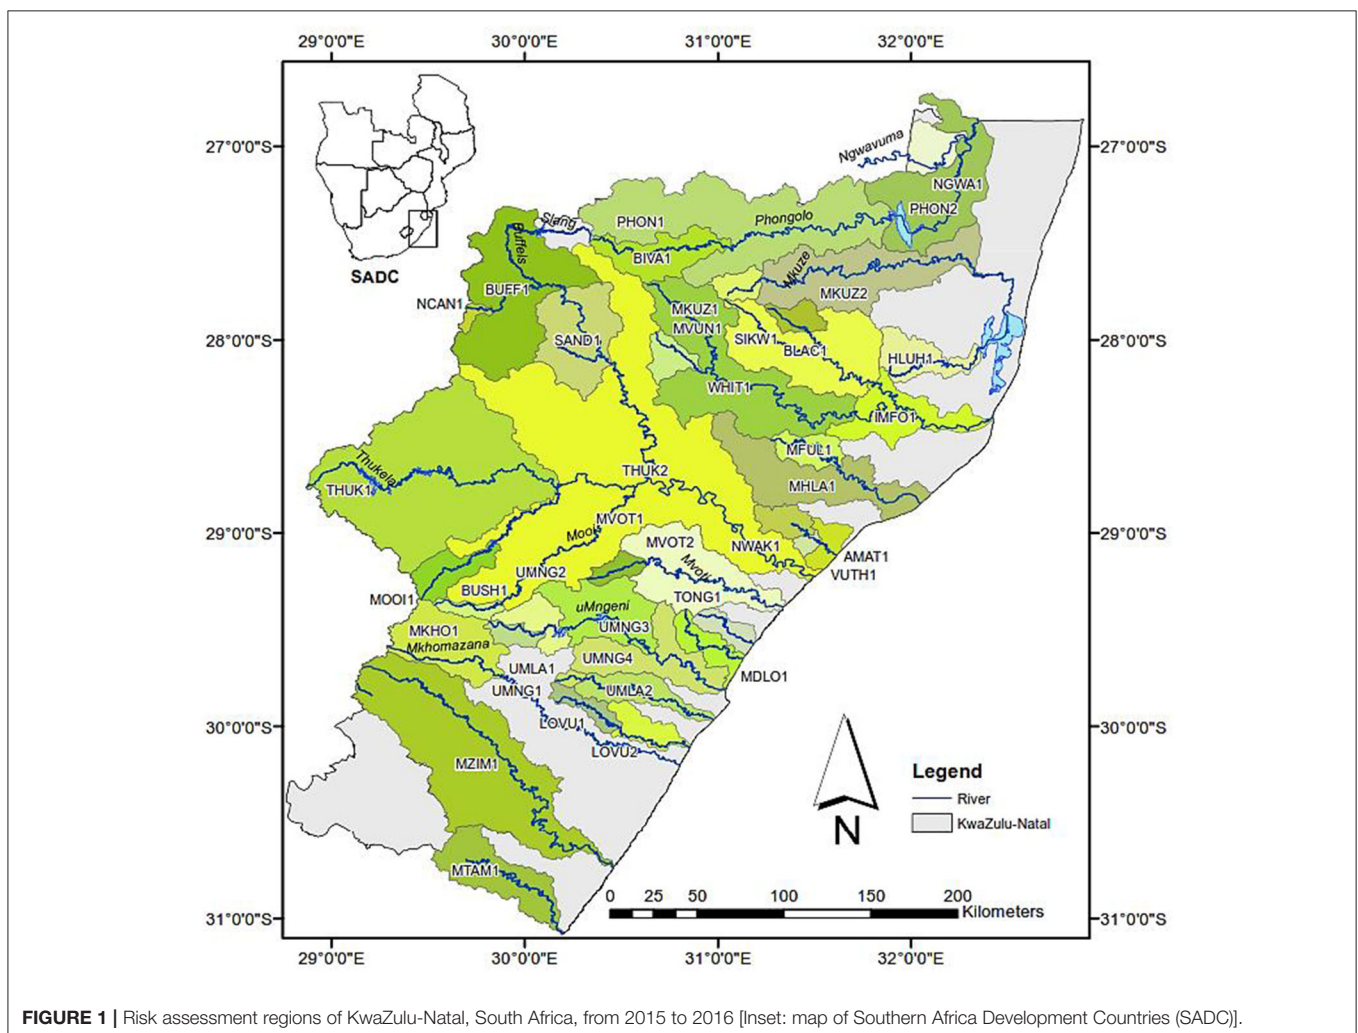 29°0'0"E 30°0'0"E 31°0'0"E 32°0'0"E
27°0'0"S
27°0'0"S
Ngwavuma
NGWA1
PHON2
PHON1
Phongolo
Slang
Buffels
BIVA1
SADC
Mkuze
MKUZ2
BUFF1
NCAN1
MKUZ1
MVUN1
28°0'0"S
28°0'0"S
SAND1
SIKW1
BLAC1
HLUH1
WHIT1
IMFO1
MFUL1
THUK2
Thukela
THUK1
MHLA1
29°0'0"S
29°0'0"S
MVOT1
Mooi
MVOT2
NWAK1
AMAT1
VUTH1
Mvoti
UMNG2
BUSH1
MOOI1
TONG1
uMngeni
UMNG3
MKHO1
Mkhomazana
UMNG4
UMLA1
MDLO1
UMNG1
UMLA2
30°0'0"S
30°0'0"S
LOVU1
LOVU2
MZIM1
Legend
River
KwaZulu-Natal
N
MTAM1
0 25 50 100 150 200
Kilometers
31°0'0"S
31°0'0"S
29°0'0"E 30°0'0"E 31°0'0"E 32°0'0"E
FIGURE 1 | Risk assessment regions of KwaZulu-Natal, South Africa, from 2015 to 2016 [Inset: map of Southern Africa Development Countries (SADC)].